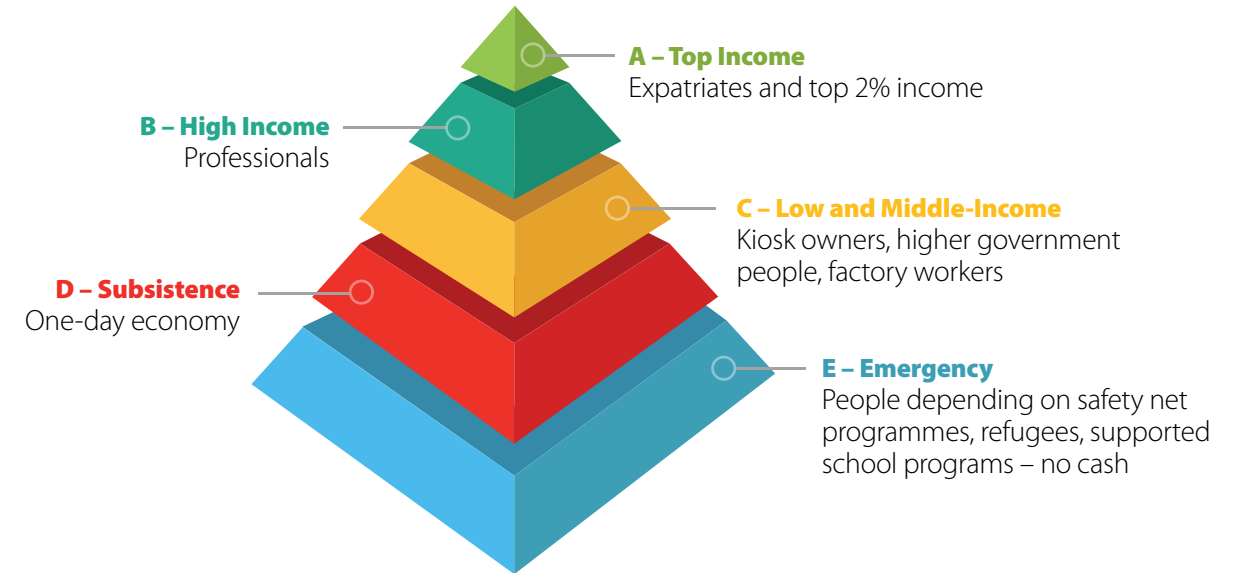 A – Top Income
Expatriates and top 2% income
B – High Income
Professionals
C – Low and Middle-Income
Kiosk owners, higher government
people, factory workers
D – Subsistence
One-day economy
E – Emergency
People depending on safety net
programmes, refugees, supported
school programs – no cash